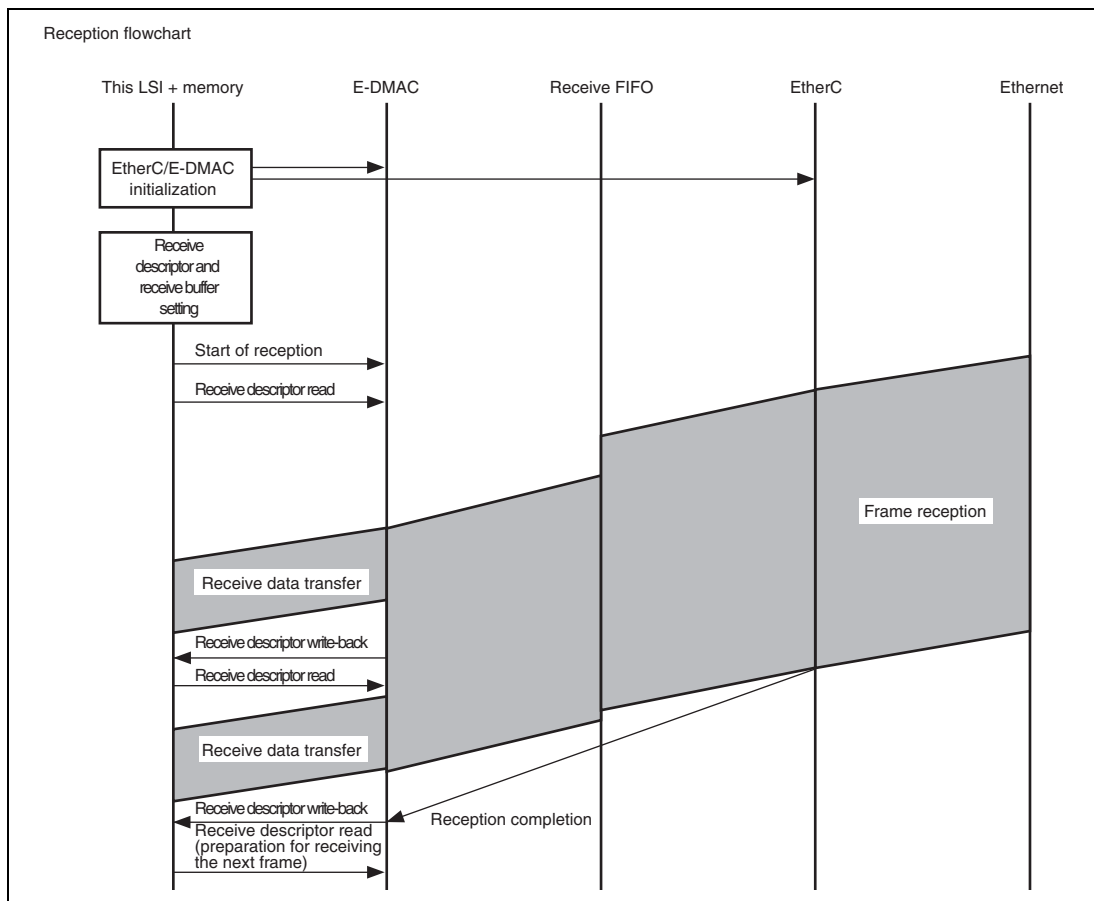 Reception flowchart
This LSI + memory
E-DMAC
Receive FIFO
EtherC
Ethernet
EtherC/E-DMAC
initialization
Receive
descriptor and
receive buffer
setting
Start of reception
Receive descriptor read
Frame reception
Receive data transfer
Receive descriptor write-back
Receive descriptor read
Receive data transfer
Receive descriptor write-back
Reception completion
Receive descriptor read
(preparation for receiving
the next frame)